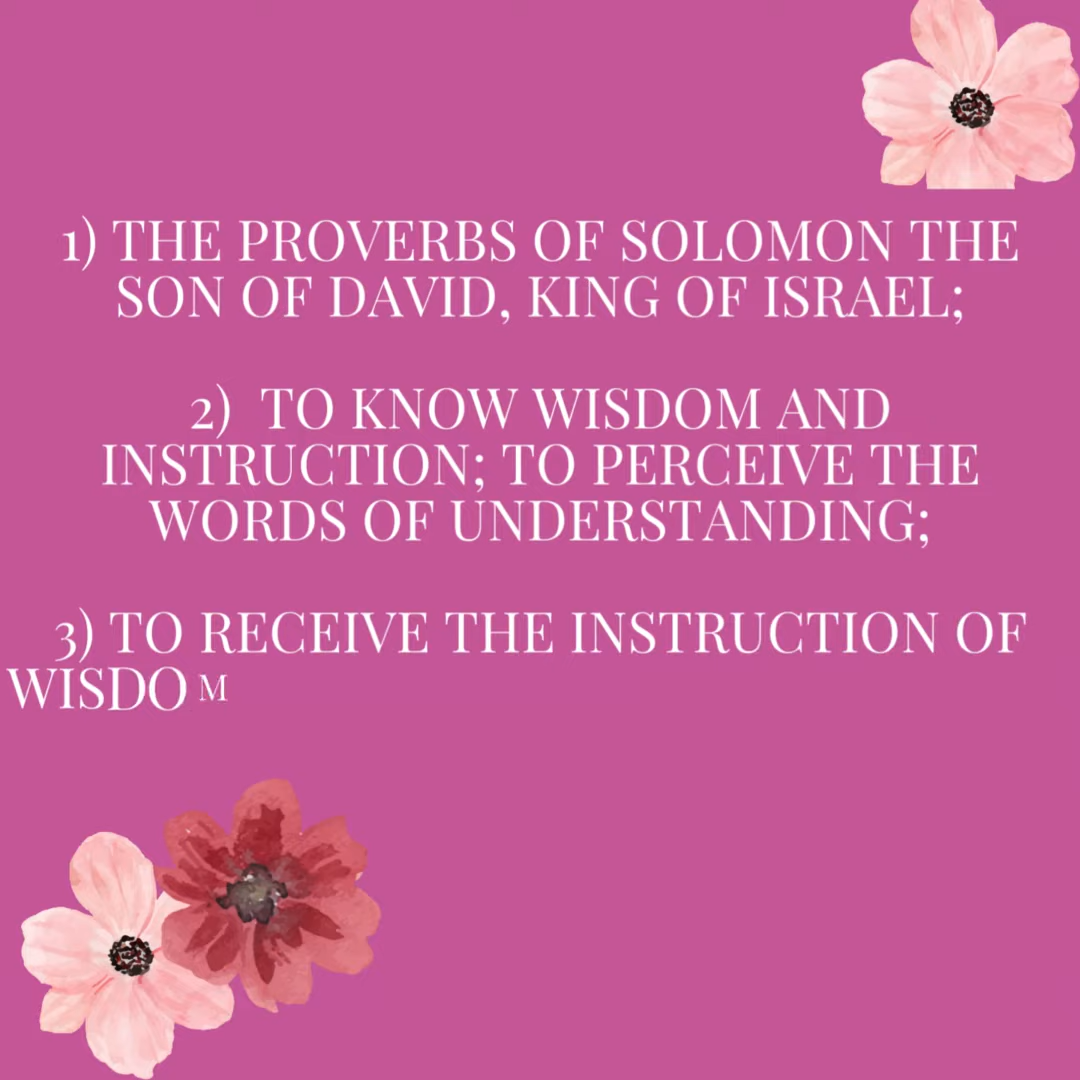 1) THE PROVERBS OF SOLOMON THE
SON OF DAVID, KING OF ISRAEL;
2) TO KNOW WISDOM AND
INSTRUCTION; TO PERCEIVE THE
WORDS OF UNDERSTANDING;
3) TO RECEIVE THE INSTRUCTION OF
WISDOM